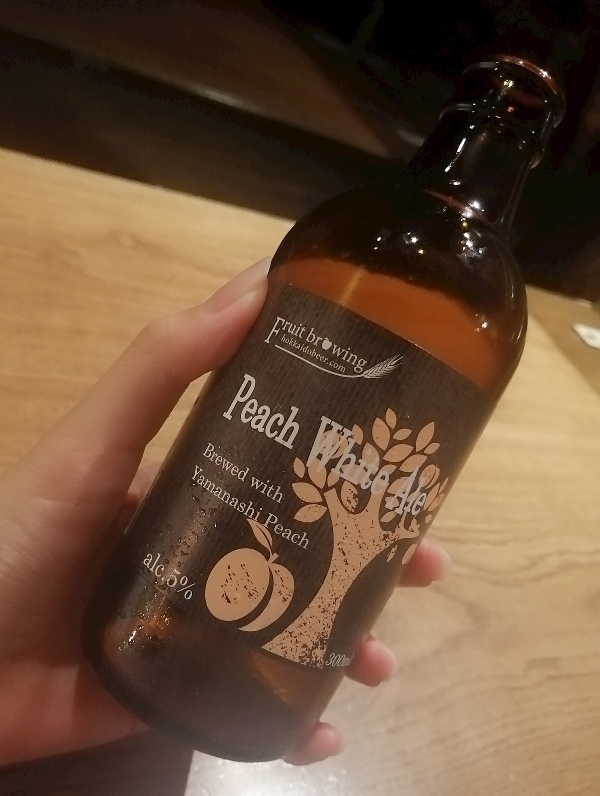 Fruit brewing
hokkaidobeer.com
Peach White Ale
Brewed with
Yamanashi Peach
alc.5%
300ml